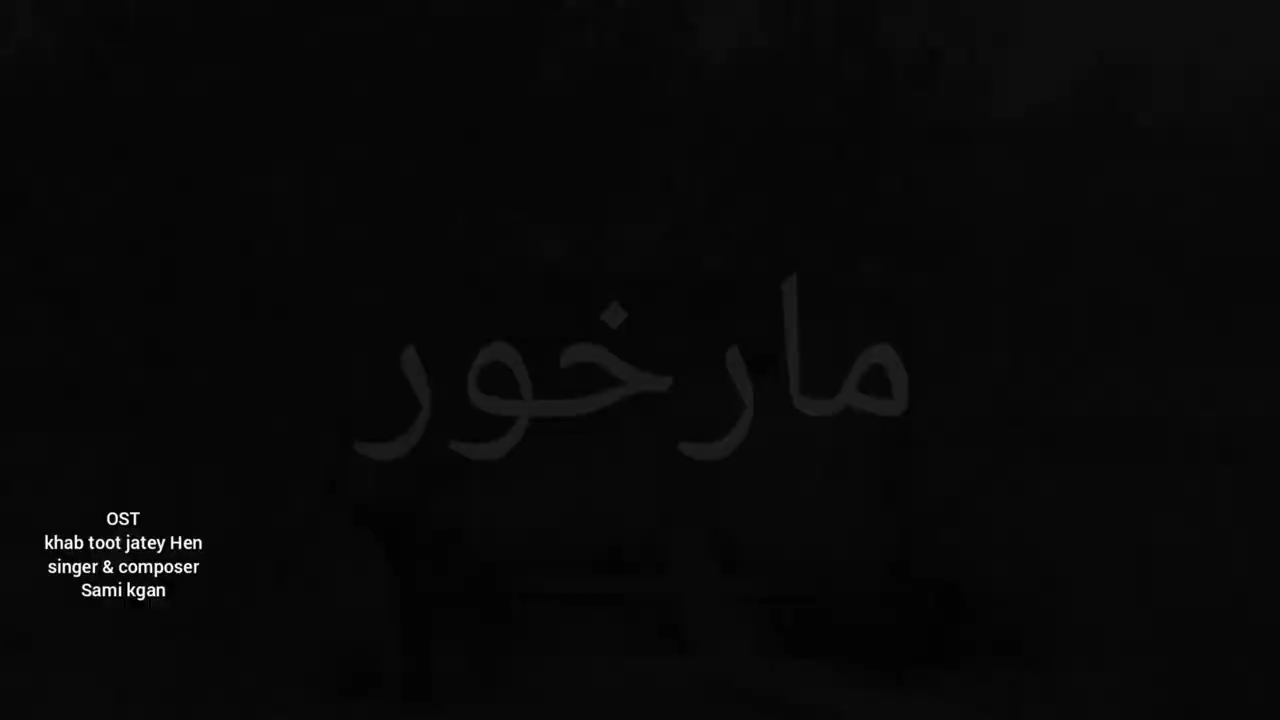 مارخور
OST
khab toot jatey Hen
singer & composer
Sami kgan